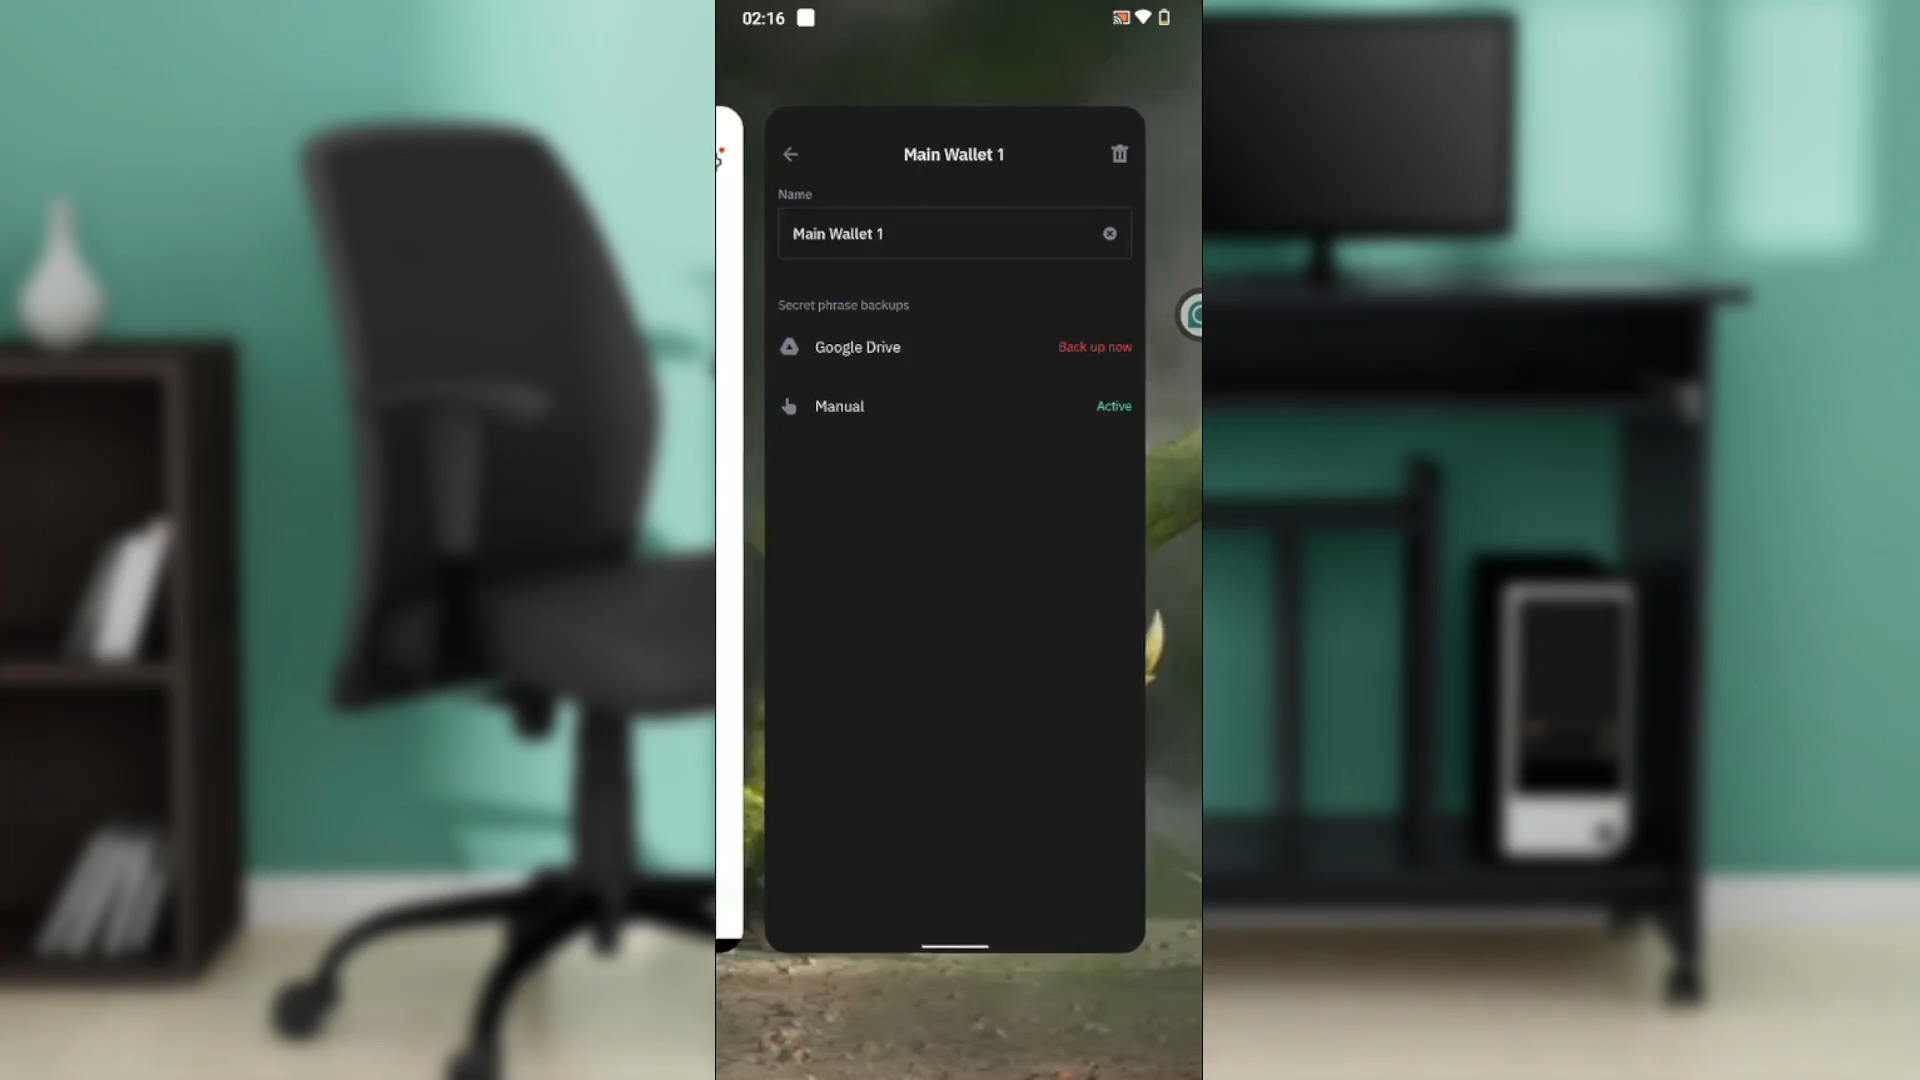 02:16
Main Wallet 1
Name
Main Wallet 1
Secret phrase backups
Google Drive Back up now
Manual Active